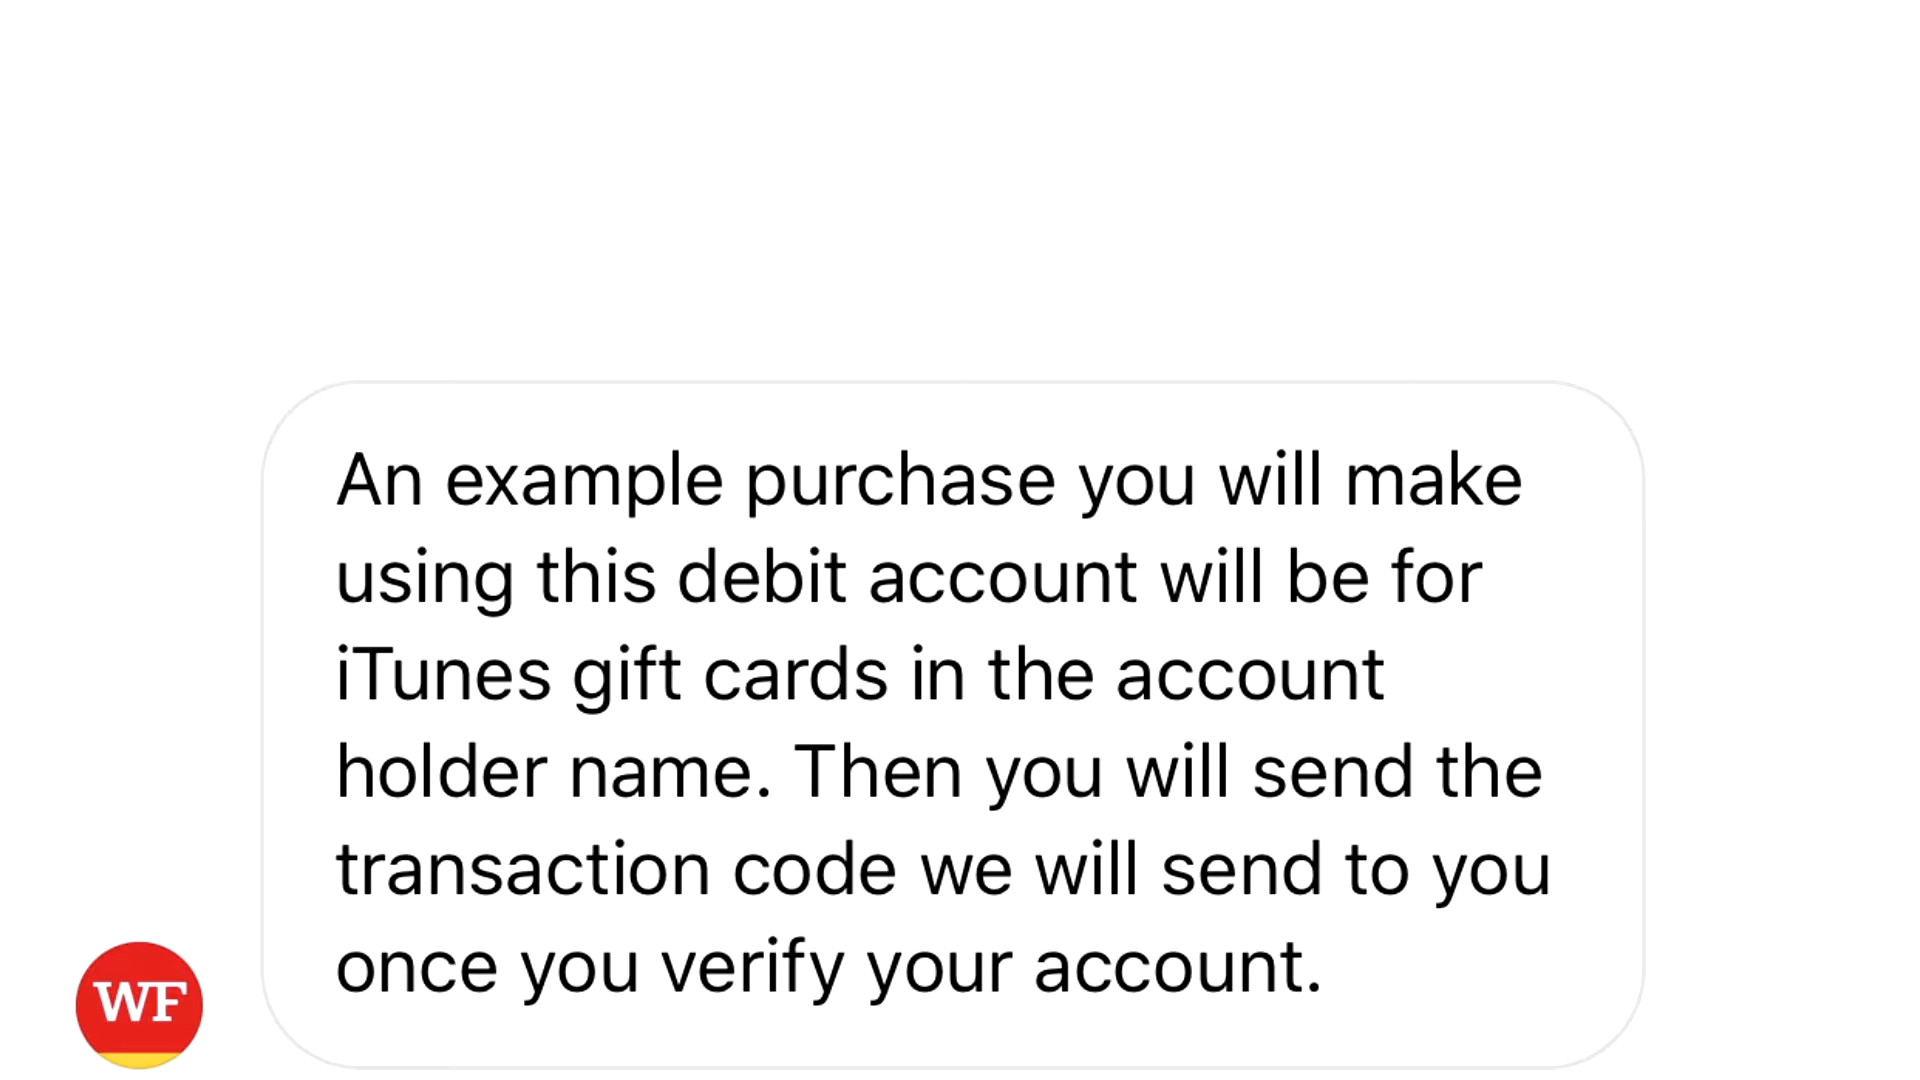 An example purchase you will make
using this debit account will be for
iTunes gift cards in the account
holder name. Then you will send the
transaction code we will send to you
once you verify your account.
WF